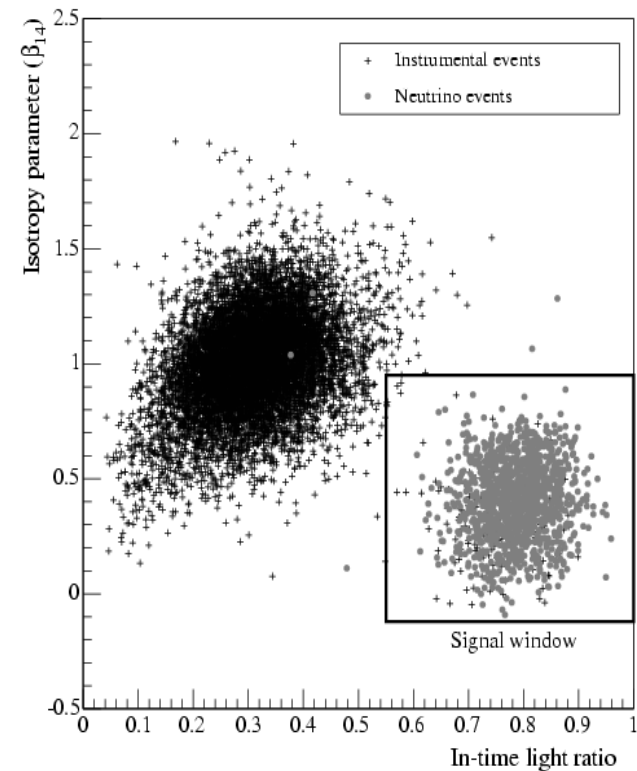 Isotropy parameter (β14)
2.5
2
1.5
1
0.5
0
-0.5
Instrumental events
Neutrino events
Signal window
0 0.1 0.2 0.3 0.4 0.5 0.6 0.7 0.8 0.9 1
In-time light ratio